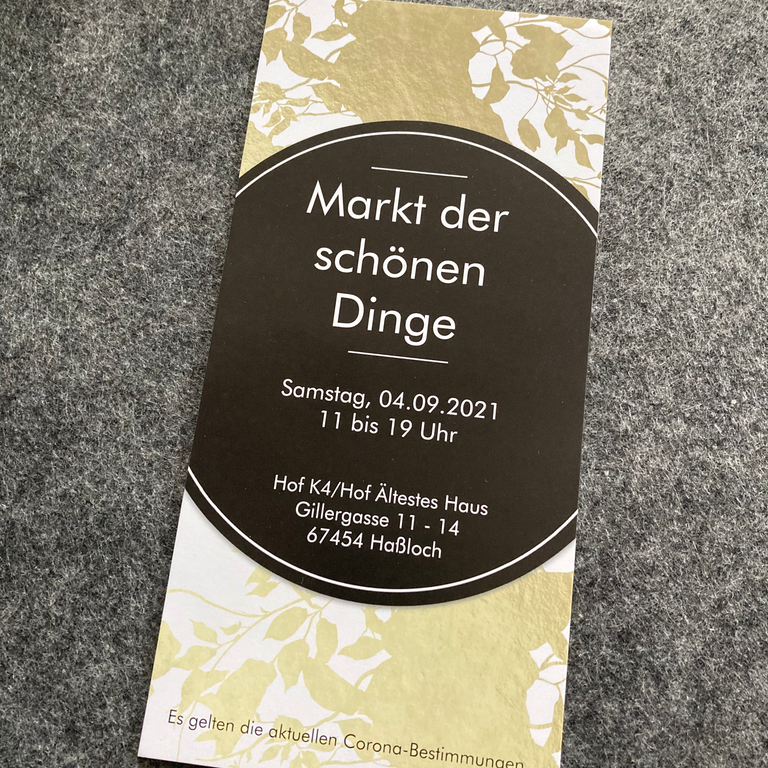 Markt der
schönen
Dinge
Samstag, 04.09.2021
11 bis 19 Uhr
Hof K4/Hof Ältestes Haus
Gillergasse 11 - 14
67454 Haßloch
Es gelten die aktuellen Corona-Bestimmungen